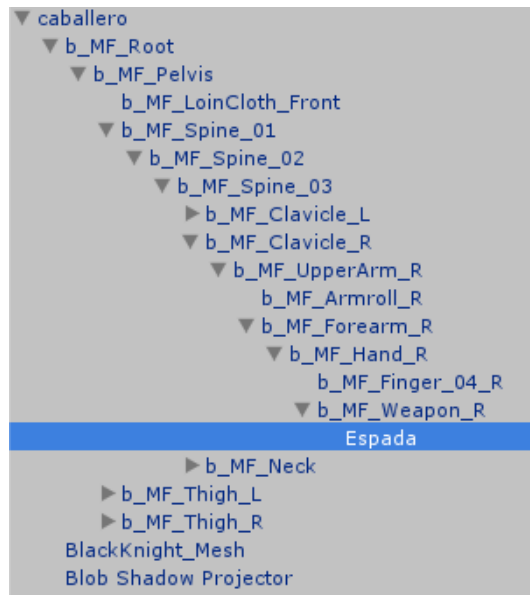 caballero
b_MF_Root
b_MF_Pelvis
b_MF_LoinCloth_Front
b_MF_Spine_01
b_MF_Spine_02
b_MF_Spine_03
b_MF_Clavicle_L
b_MF_Clavicle_R
b_MF_UpperArm_R
b_MF_Armroll_R
b_MF_Forearm_R
b_MF_Hand_R
b_MF_Finger_04_R
b_MF_Weapon_R
Espada
b_MF_Neck
b_MF_Thigh_L
b_MF_Thigh_R
BlackKnight_Mesh
Blob Shadow Projector